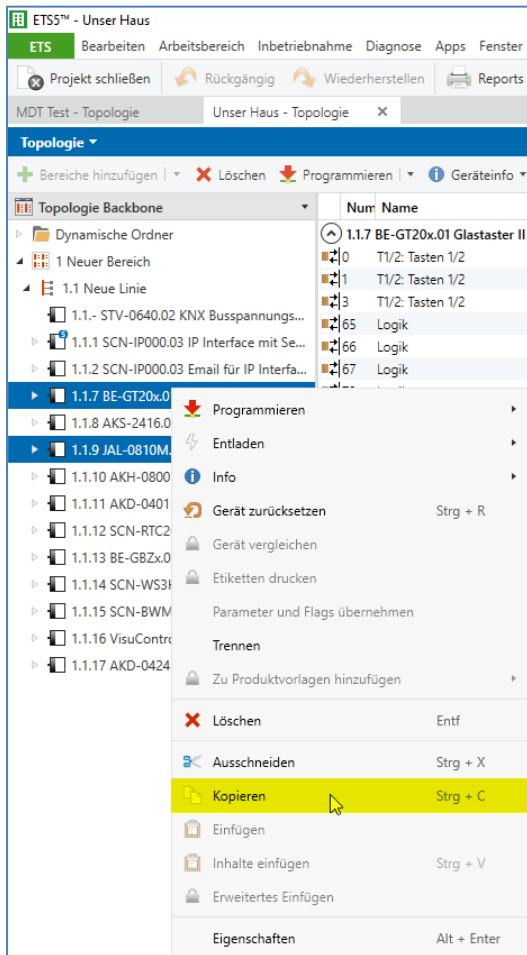 ETS5™ - Unser Haus
ETS Bearbeiten Arbeitsbereich Inbetriebnahme Diagnose Apps Fenster
Projekt schließen Rückgängig Wiederherstellen Reports
MDT Test - Topologie Unser Haus - Topologie ×
Topologie
Bereiche hinzufügen Löschen Programmieren Geräteinfo
Topologie Backbone
Num Name
Dynamische Ordner
1.1.7 BE-GT20x.01 Glastaster II
1 Neuer Bereich
0 T1/2: Tasten 1/2
1.1 Neue Linie
1 T1/2: Tasten 1/2
1.1.- STV-0640.02 KNX Busspannungs...
3 T1/2: Tasten 1/2
1.1.1 SCN-IP000.03 IP Interface mit Se...
65 Logik
1.1.2 SCN-IP000.03 Email für IP Interfa...
66 Logik
67 Logik
1.1.7 BE-GT20x.0
1.1.8 AKS-2416.0
1.1.9 JAL-0810M.
1.1.10 AKH-0800
1.1.11 AKD-0401
1.1.12 SCN-RTC2
1.1.13 BE-GBZx.0
1.1.14 SCN-WS3H
1.1.15 SCN-BWM
1.1.16 VisuContro
1.1.17 AKD-0424
Programmieren
Entladen
Info
Gerät zurücksetzen Strg + R
Gerät vergleichen
Etiketten drucken
Parameter und Flags übernehmen
Trennen
Zu Produktvorlagen hinzufügen
Löschen Entf
Ausschneiden Strg + X
Kopieren Strg + C
Einfügen
Inhalte einfügen Strg + V
Erweitertes Einfügen
Eigenschaften Alt + Enter